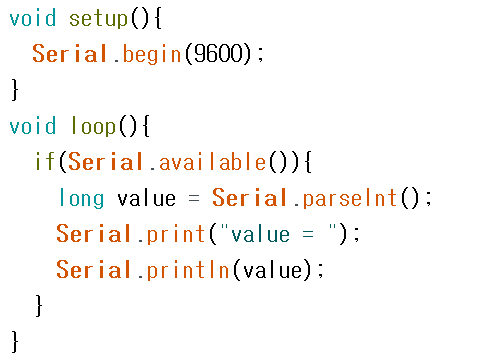 void setup(){
  Serial.begin(9600);
}
void loop(){
  if(Serial.available()){
    long value = Serial.parseInt();
    Serial.print("value = ");
    Serial.println(value);
  }
}